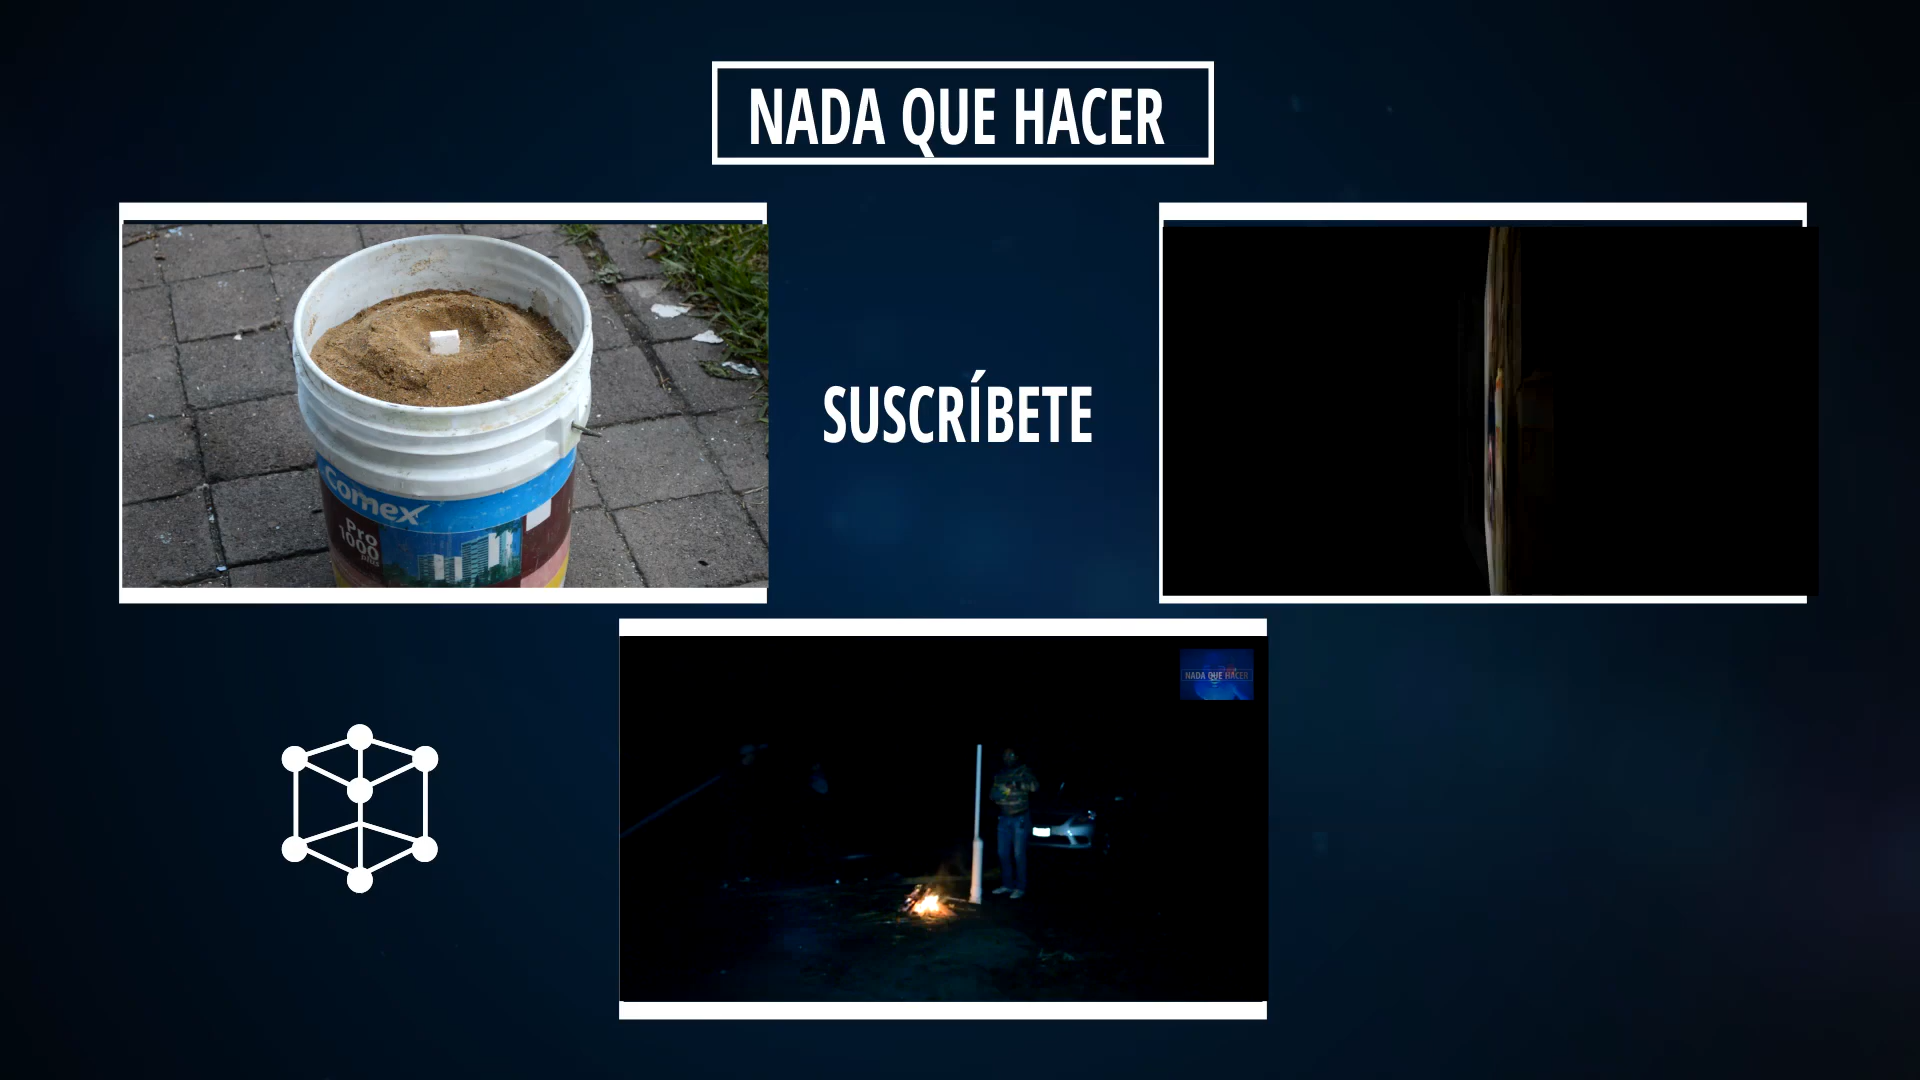 NADA QUE HACER
SUSCRÍBETE
comex
Pro
1000
NADA QUE HACER